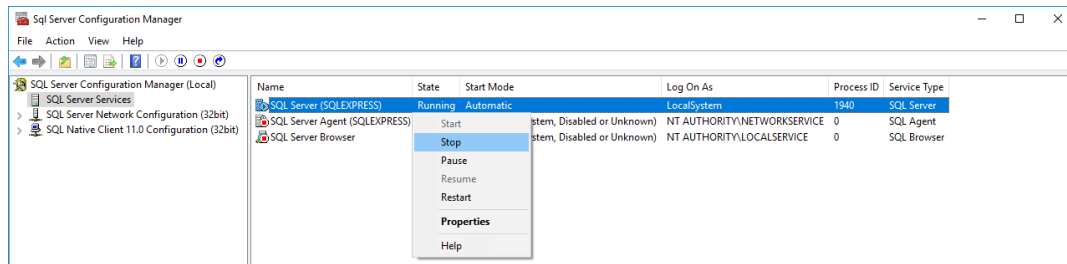 Sql Server Configuration Manager
File Action View Help
SQL Server Configuration Manager (Local)
SQL Server Services
SQL Server Network Configuration (32bit)
SQL Native Client 11.0 Configuration (32bit)
Name State Start Mode Log On As Process ID Service Type
SQL Server (SQLEXPRESS) Running Automatic LocalSystem 1940 SQL Server
SQL Server Agent (SQLEXPRESS) stem, Disabled or Unknown) NT AUTHORITY\NETWORKSERVICE 0 SQL Agent
SQL Server Browser stem, Disabled or Unknown) NT AUTHORITY\LOCALSERVICE 0 SQL Browser
Start
Stop
Pause
Resume
Restart
Properties
Help